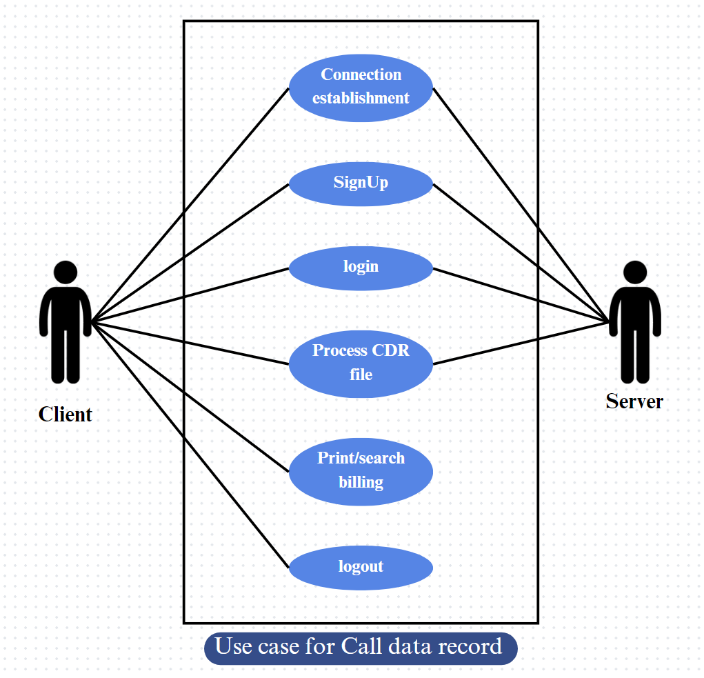 Connection
establishment
SignUp
login
Process CDR
file
Client
Server
Print/search
billing
logout
Use case for Call data record